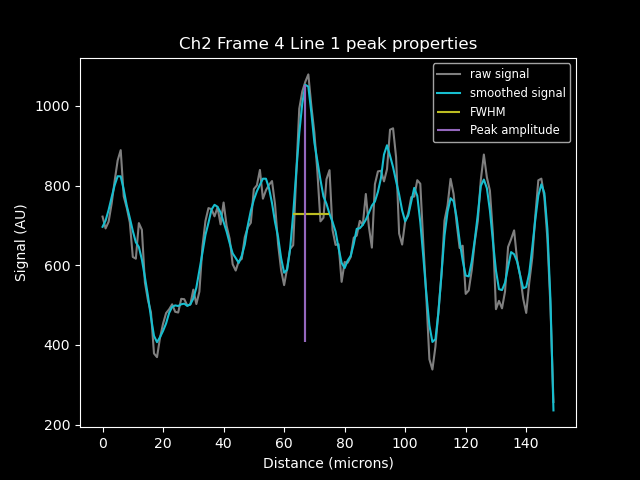 Ch2 Frame 4 Line 1 peak properties
raw signal
smoothed signal
FWHM
Peak amplitude
Signal (AU)
1000
800
600
400
200
0 20 40 60 80 100 120 140
Distance (microns)